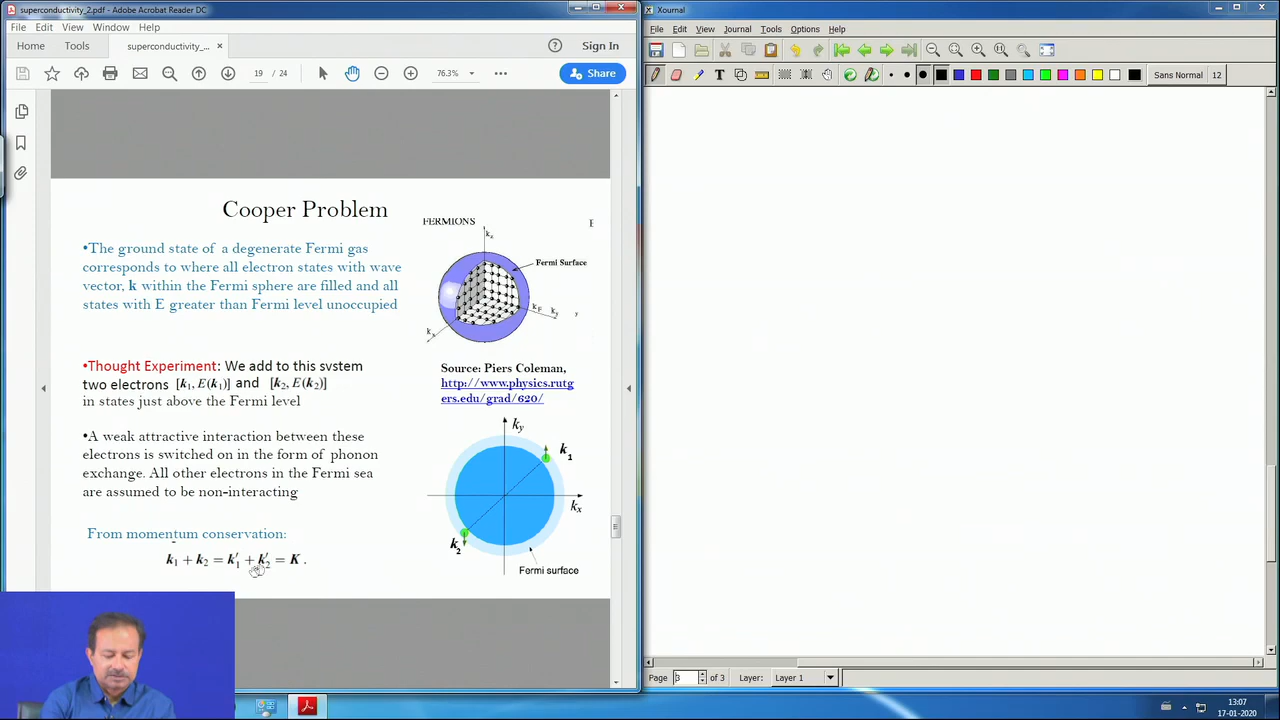 superconductivity_2.pdf - Adobe Acrobat Reader DC
File Edit View Window Help
Home Tools superconductivity_... × Sign In
19 / 24 76.3% Share
Cooper Problem
•The ground state of a degenerate Fermi gas
corresponds to where all electron states with wave
vector, k within the Fermi sphere are filled and all
states with E greater than Fermi level unoccupied
•Thought Experiment: We add to this system
two electrons [k₁, E(k₁)] and [k₂, E(k₂)]
in states just above the Fermi level
•A weak attractive interaction between these
electrons is switched on in the form of phonon
exchange. All other electrons in the Fermi sea
are assumed to be non-interacting
From momentum conservation:
k₁ + k₂ = k₁′ + k₂′ = K .
FERMIONS
E
k_z
Fermi Surface
k_F k_y y
k_x
Source: Piers Coleman,
http://www.physics.rutg
ers.edu/grad/620/
k_y
k₁
k_x
k₂
Fermi surface
Xournal
File Edit View Journal Tools Options Help
Sans Normal 12
Page 3 of 3 Layer: Layer 1
13:07
17-01-2020